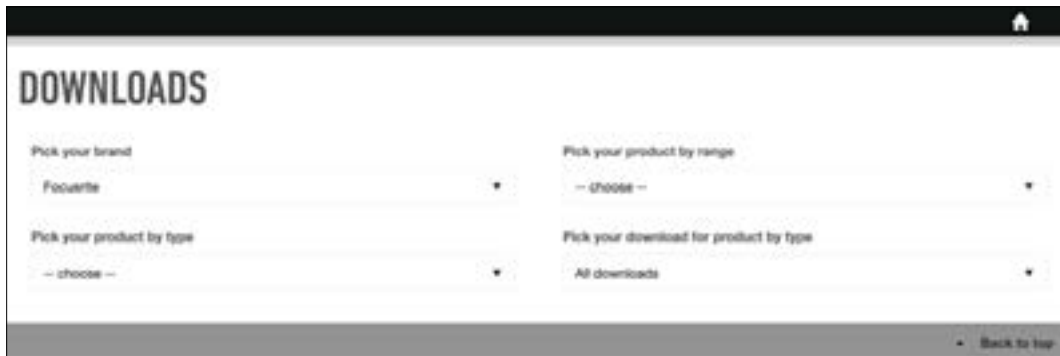 DOWNLOADS
Pick your brand
Pick your product by range
Focusrite
-- choose --
Pick your product by type
Pick your download for product by type
-- choose --
All downloads
Back to top